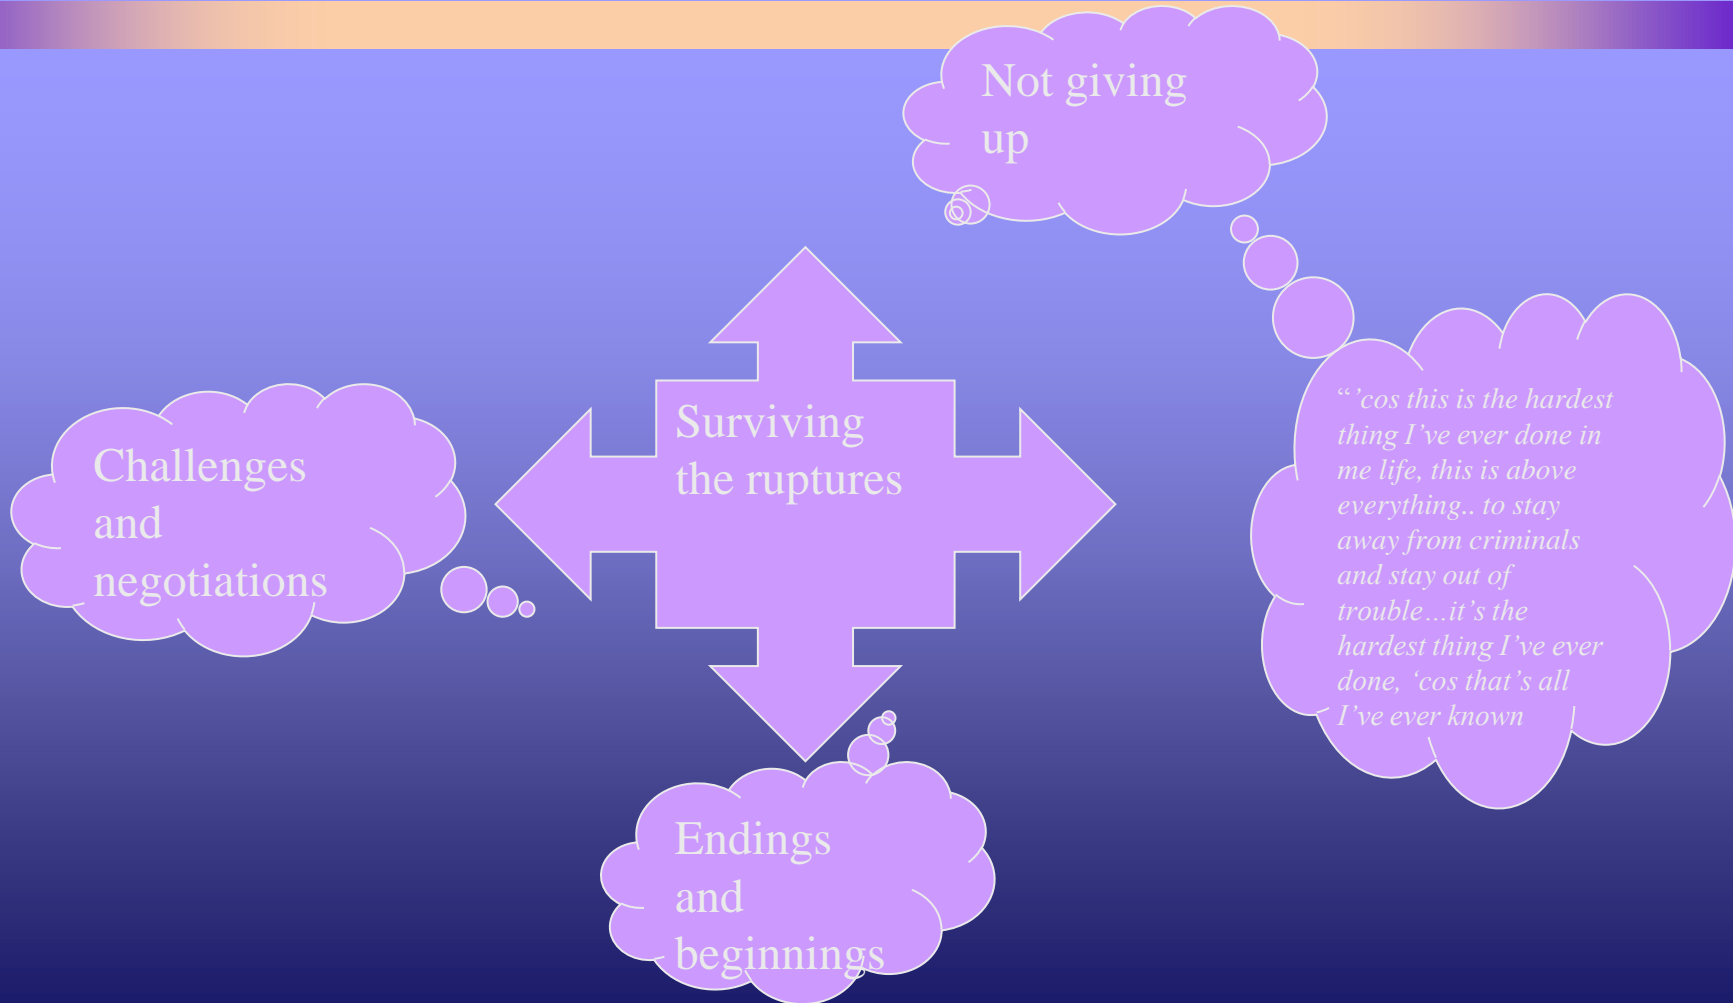 Not giving
up
Surviving
the ruptures
Challenges
and
negotiations
“’cos this is the hardest
thing I’ve ever done in
me life, this is above
everything.. to stay
away from criminals
and stay out of
trouble…it’s the
hardest thing I’ve ever
done, ‘cos that’s all
I’ve ever known
Endings
and
beginnings